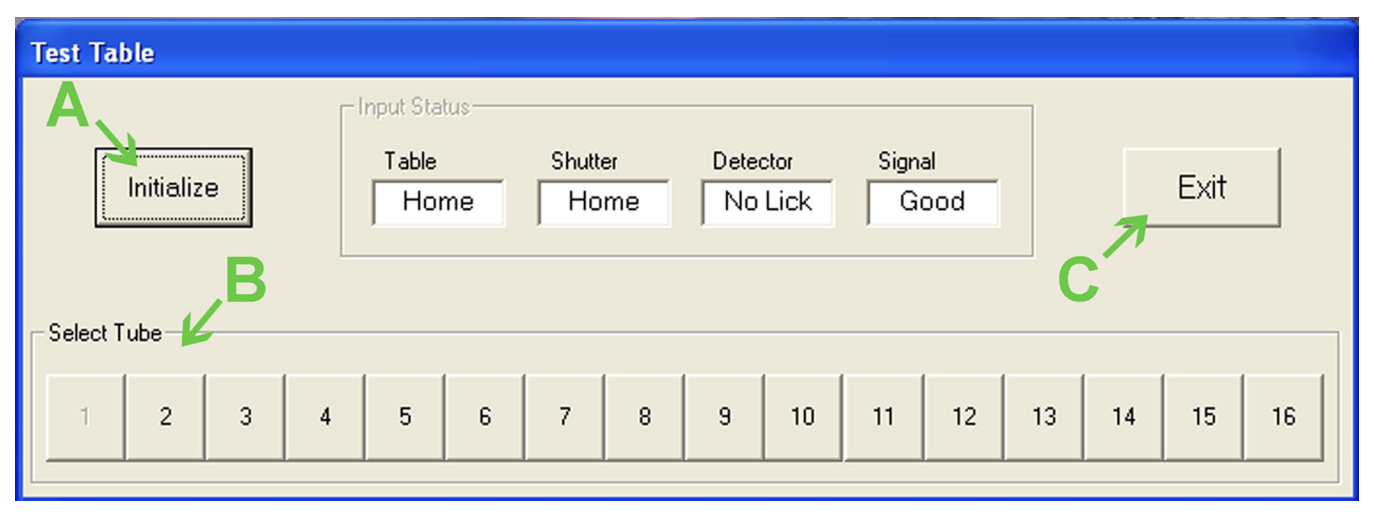 Test Table
A
Initialize
Input Status
Table Shutter Detector Signal
Home Home No Lick Good
Exit
C
B
Select Tube
1 2 3 4 5 6 7 8 9 10 11 12 13 14 15 16